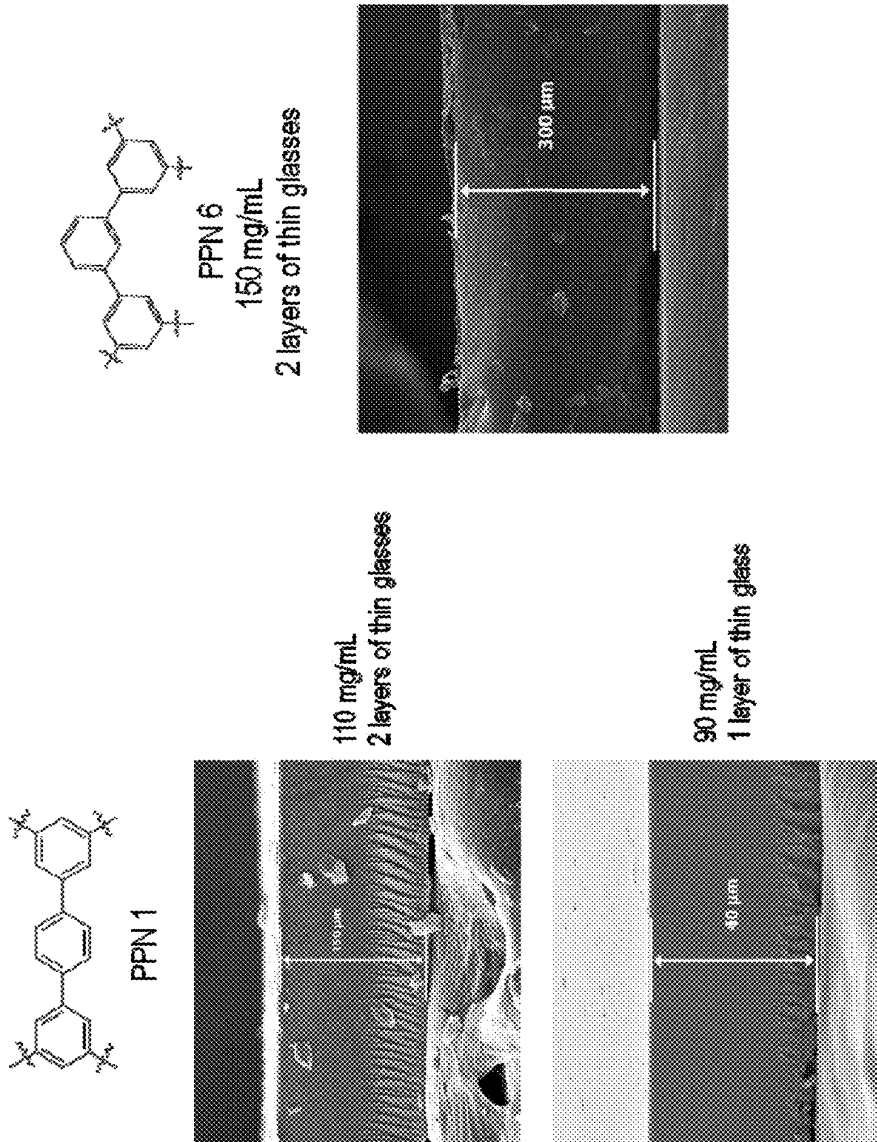 PPN 1
110 mg/mL
2 layers of thin glasses
40 µm
90 mg/mL
1 layer of thin glass
PPN 6
150 mg/mL
2 layers of thin glasses
300 µm